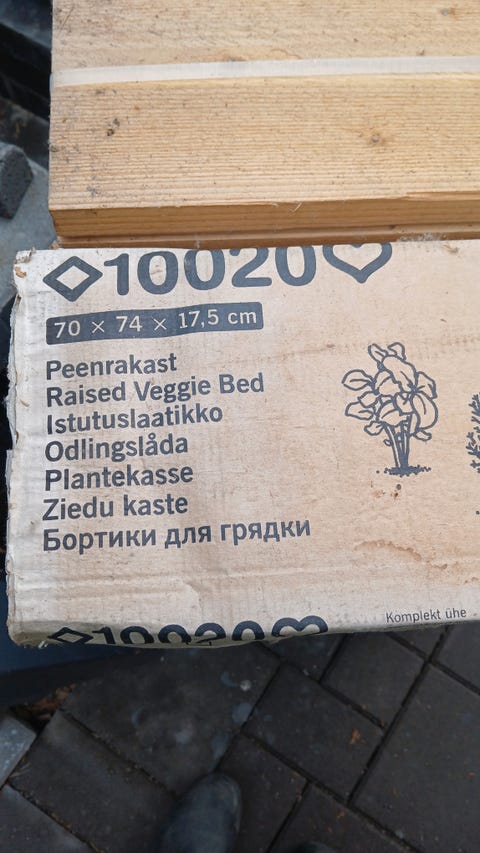 10020
70 × 74 × 17,5 cm
Peenrakast
Raised Veggie Bed
Istutuslaatikko
Odlingslåda
Plantekasse
Ziedu kaste
Бортики для грядки
Komplekt ühe
10020